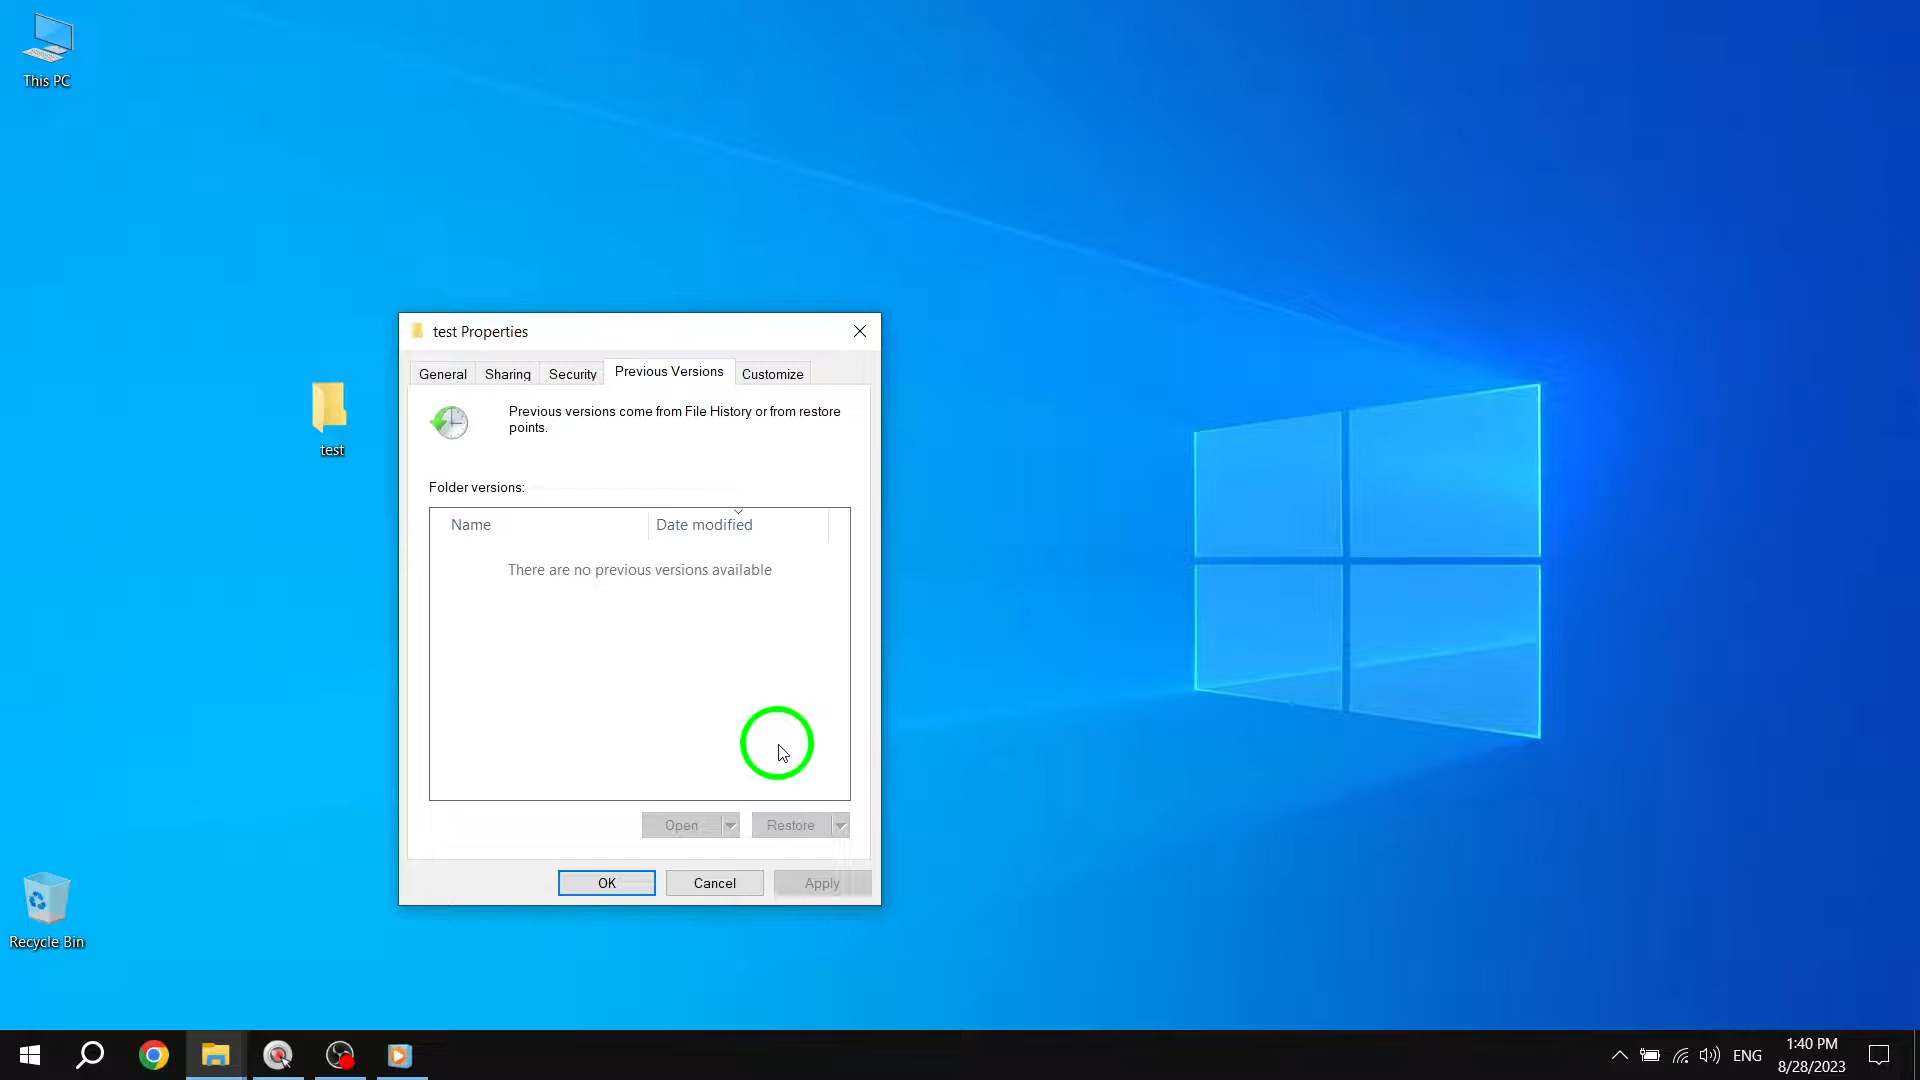 This PC
test Properties
General
Sharing
Security
Previous Versions
Customize
Previous versions come from File History or from restore
points.
test
Folder versions:
Name
Date modified
There are no previous versions available
Open
Restore
OK
Cancel
Apply
Recycle Bin
ENG
1:40 PM
8/28/2023